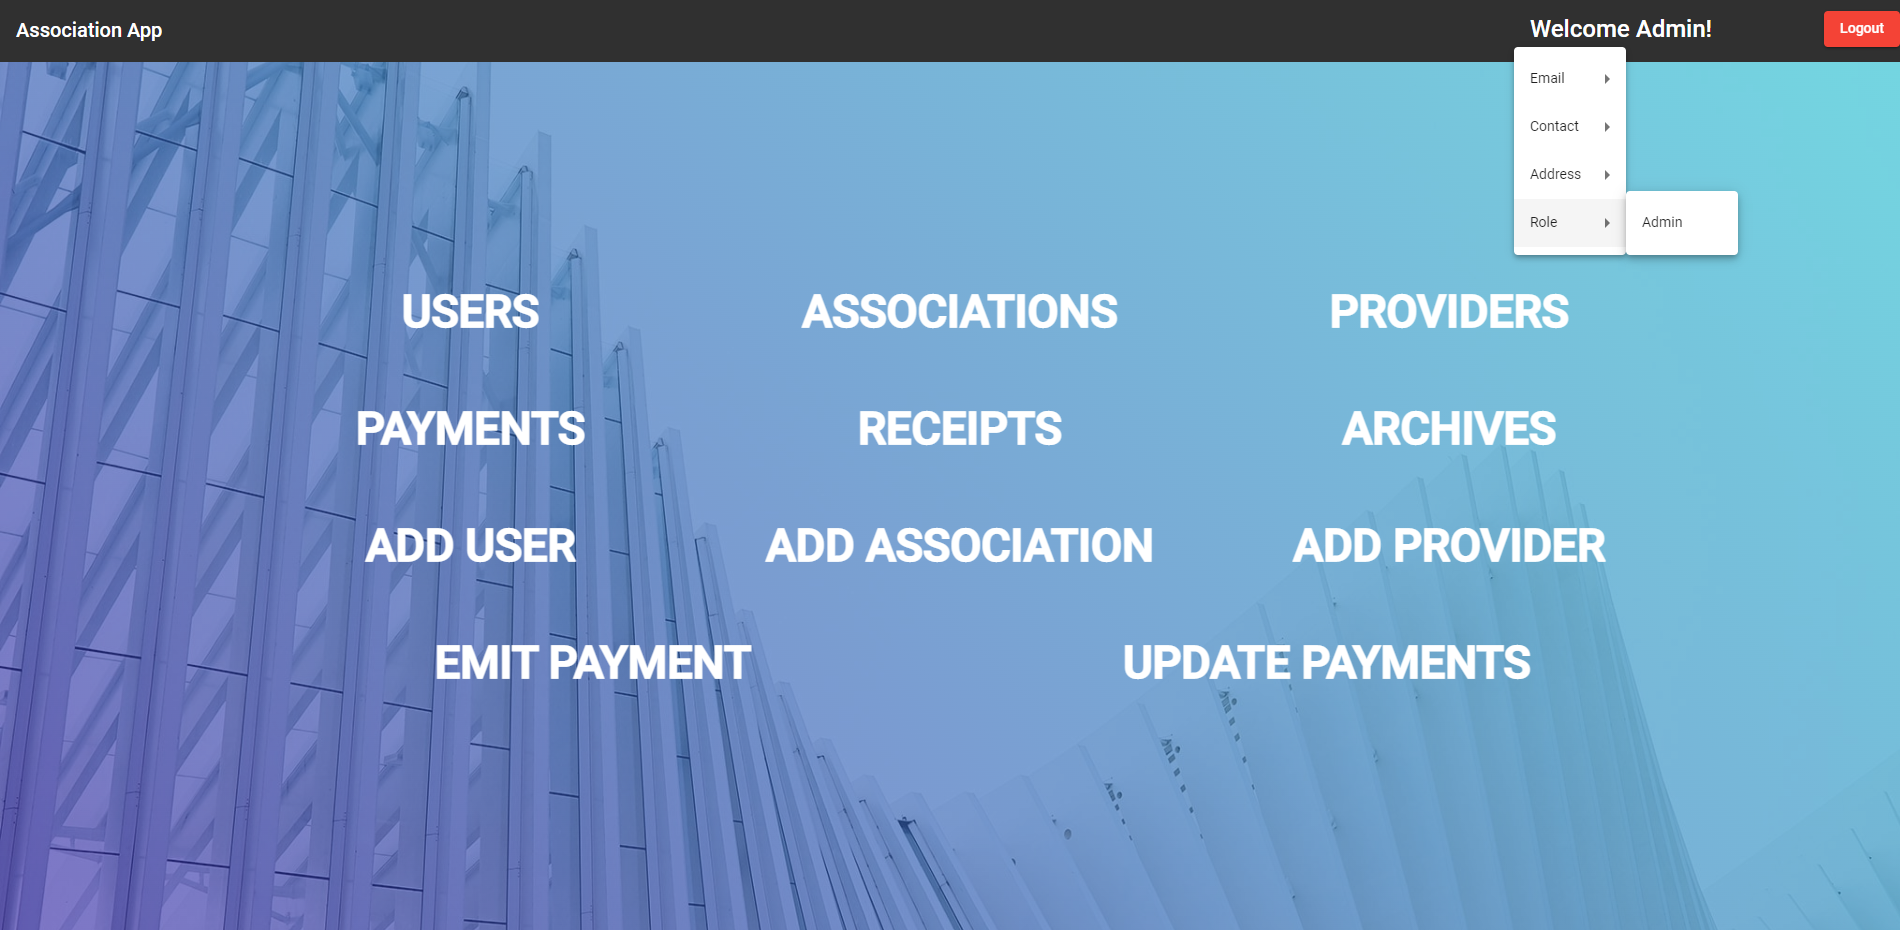 Association App
Welcome Admin!
Logout
Email
Contact
Address
Role
Admin
USERS
ASSOCIATIONS
PROVIDERS
PAYMENTS
RECEIPTS
ARCHIVES
ADD USER
ADD ASSOCIATION
ADD PROVIDER
EMIT PAYMENT
UPDATE PAYMENTS